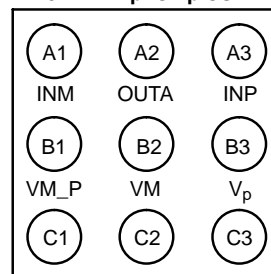 A1 A2 A3
INM OUTA INP
B1 B2 B3
VM_P VM Vp
C1 C2 C3